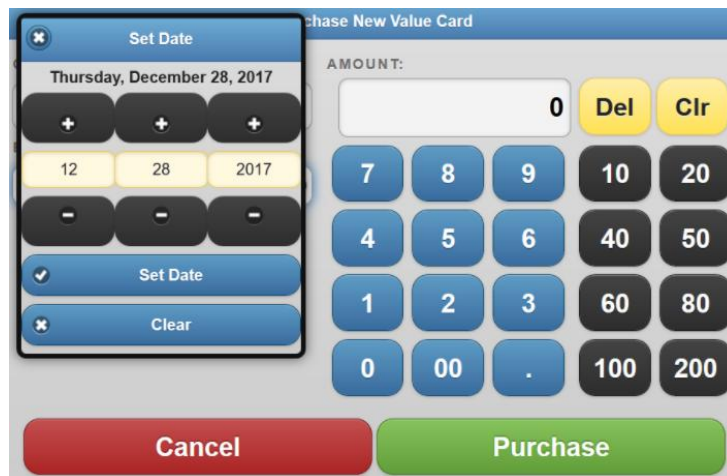 chase New Value Card
Set Date
Thursday, December 28, 2017
12 28 2017
Set Date
Clear
AMOUNT:
0 Del Clr
7 8 9 10 20
4 5 6 40 50
1 2 3 60 80
0 00 . 100 200
Cancel Purchase